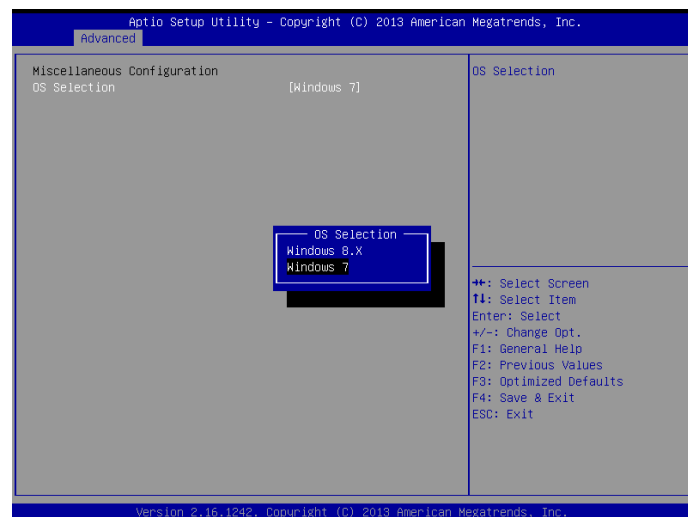 Aptio Setup Utility – Copyright (C) 2013 American Megatrends, Inc.
Advanced
Miscellaneous Configuration
OS Selection [Windows 7]
OS Selection
Windows 8.X
Windows 7
OS Selection
→←: Select Screen
↑↓: Select Item
Enter: Select
+/-: Change Opt.
F1: General Help
F2: Previous Values
F3: Optimized Defaults
F4: Save & Exit
ESC: Exit
Version 2.16.1242. Copyright (C) 2013 American Megatrends, Inc.